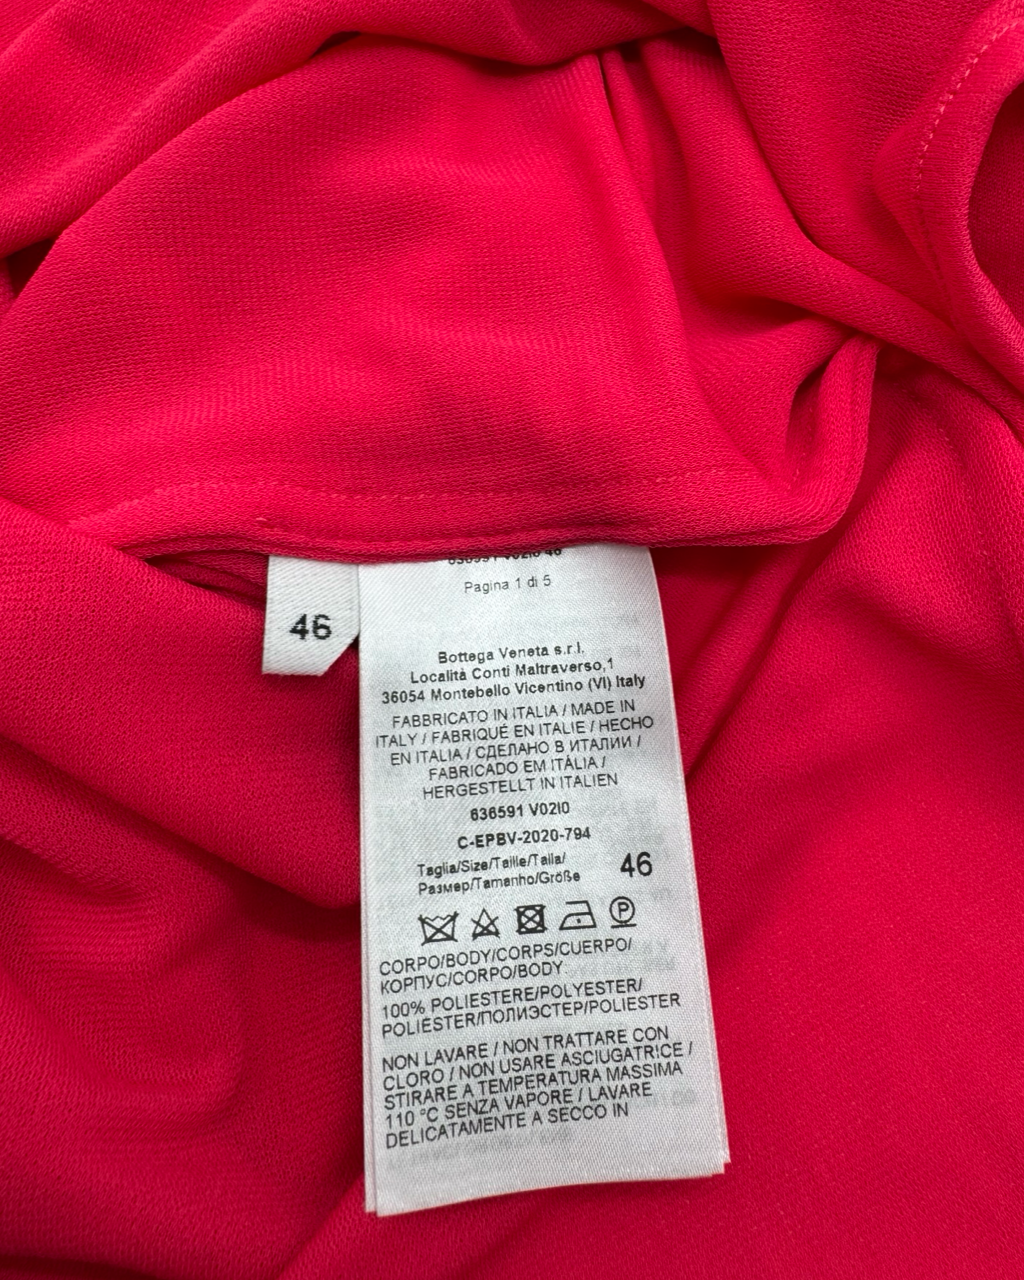 46
636591 V02I0 46
Pagina 1 di 5
Bottega Veneta s.r.l.
Località Conti Maltraverso,1
36054 Montebello Vicentino (VI) Italy
FABBRICATO IN ITALIA / MADE IN
ITALY / FABRIQUÉ EN ITALIE / HECHO
EN ITALIA / СДЕЛАНО В ИТАЛИИ /
FABRICADO EM ITÁLIA /
HERGESTELLT IN ITALIEN
636591 V02I0
C-EPBV-2020-794
Taglia/Size/Taille/Talla/
Размер/Tamanho/Größe 46
P
CORPO/BODY/CORPS/CUERPO/
КОРПУС/CORPO/BODY:
100% POLIESTERE/POLYESTER/
POLIÉSTER/ПОЛИЭСТЕР/POLIESTER
NON LAVARE / NON TRATTARE CON
CLORO / NON USARE ASCIUGATRICE /
STIRARE A TEMPERATURA MASSIMA
110 °C SENZA VAPORE / LAVARE
DELICATAMENTE A SECCO IN